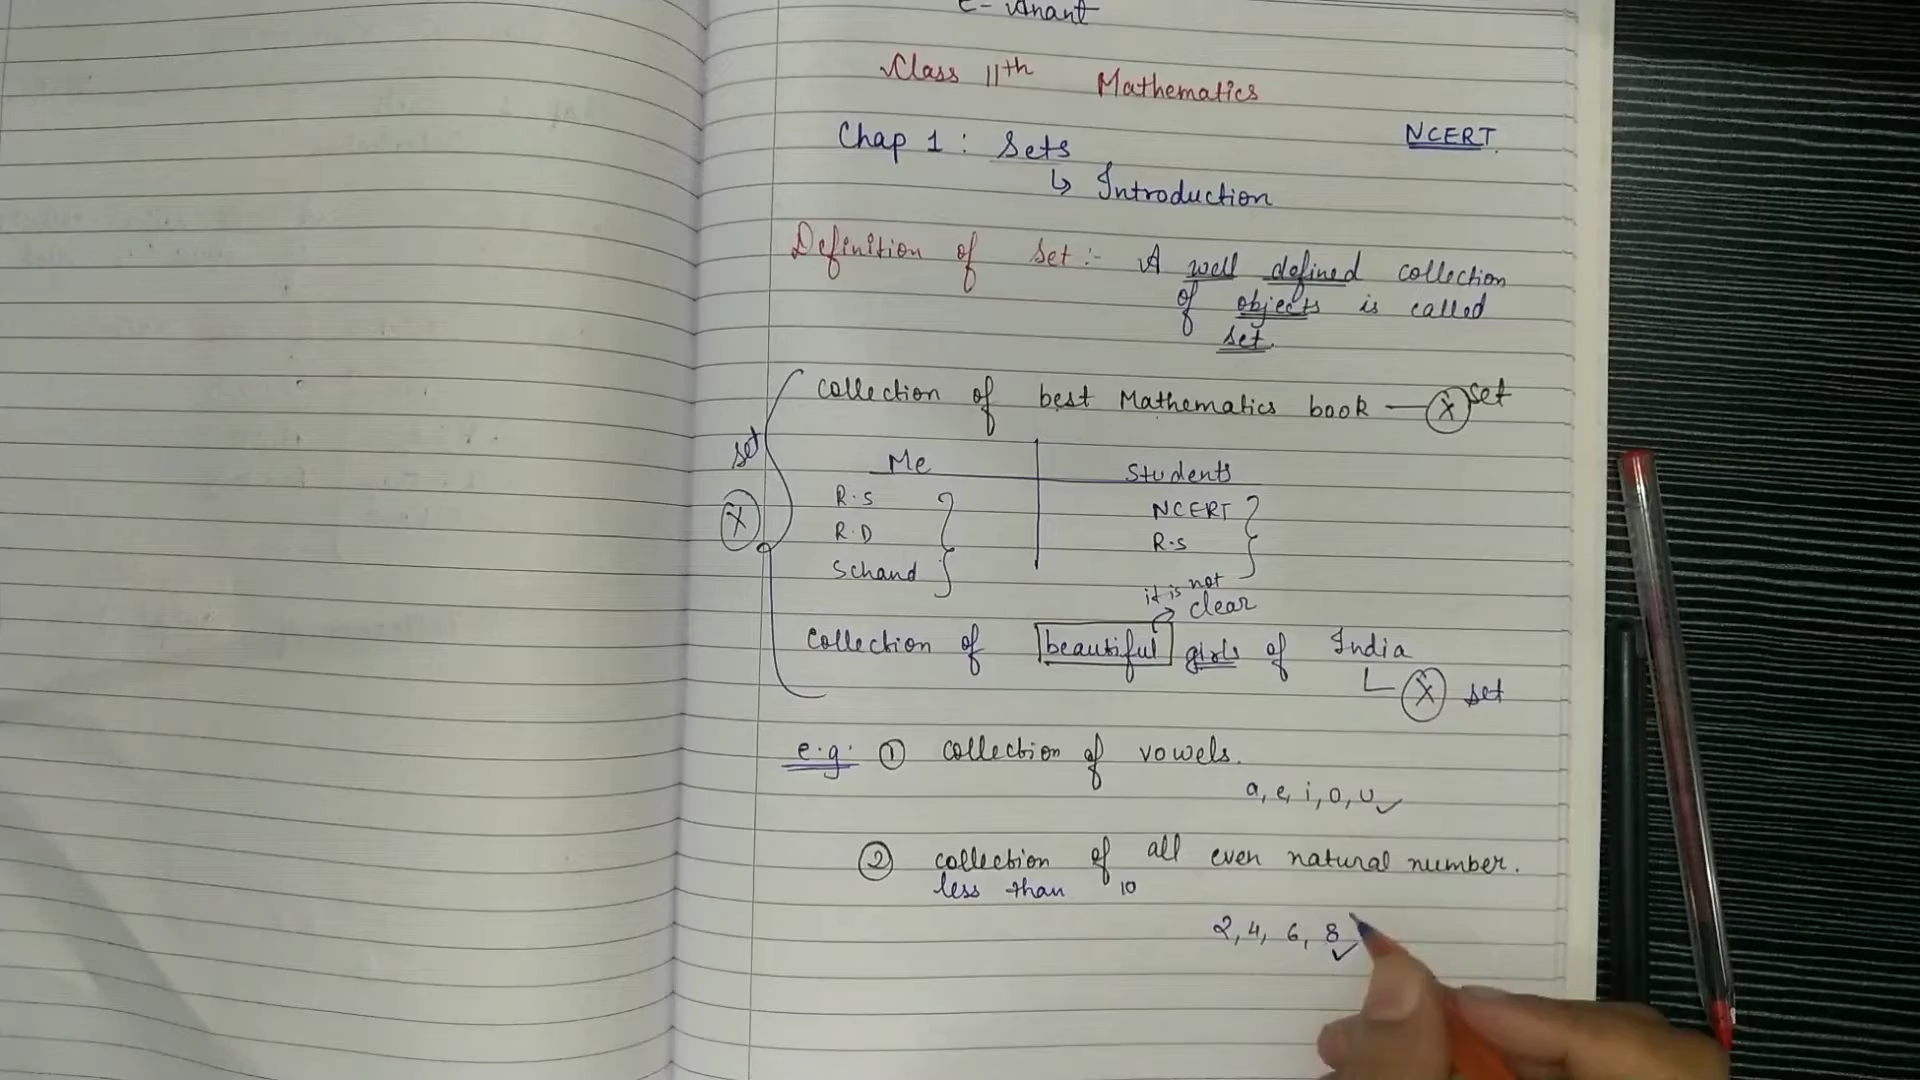 Anant
Class 11th Mathematics
Chap 1 : Sets NCERT.
↳ Introduction
Definition of set :- A well defined collection
of objects is called
set.
collection of best Mathematics book — X set
set
X
Me Students
R.S NCERT
R.D R.S
Schand
it is not
clear
collection of beautiful girls of India
X set
e.g. ① collection of vowels.
a, e, i, o, u ✓
② collection of all even natural number.
less than 10
2, 4, 6, 8 ✓